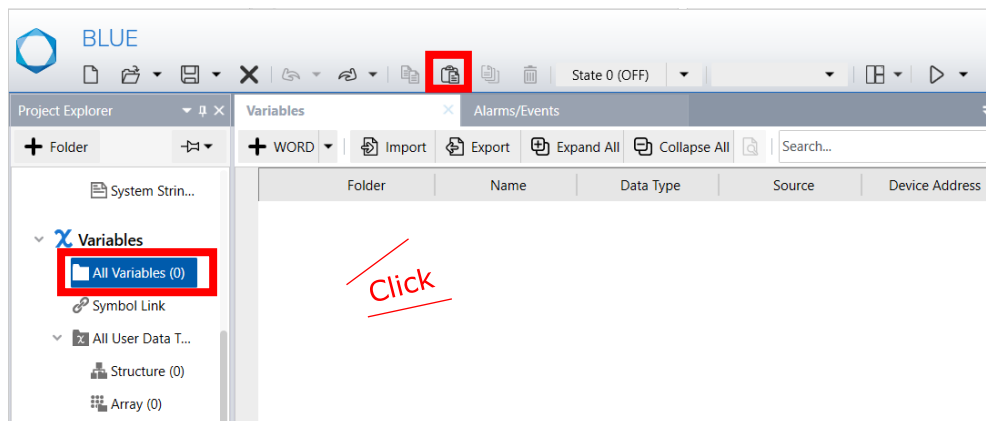 BLUE
State 0 (OFF)
Project Explorer
Variables
Alarms/Events
Folder
WORD
Import
Export
Expand All
Collapse All
Search...
Folder
Name
Data Type
Source
Device Address
System Strin...
Variables
All Variables (0)
Symbol Link
All User Data T...
Structure (0)
Array (0)
Click